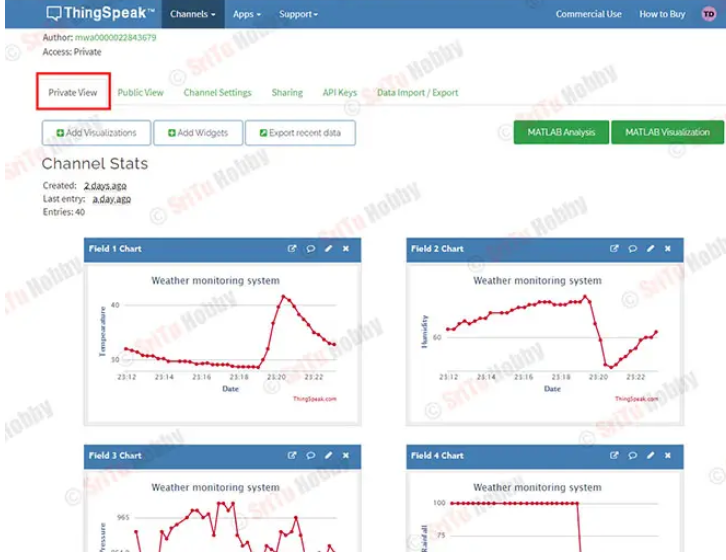 ThingSpeak™ Channels Apps Support Commercial Use How to Buy TD
Author: mwa0000022843679
Access: Private
Private View Public View Channel Settings Sharing API Keys Data Import / Export
Add Visualizations Add Widgets Export recent data MATLAB Analysis MATLAB Visualization
Channel Stats
Created: 2 days ago
Last entry: a day ago
Entries: 40
Field 1 Chart
Weather monitoring system
Tempearature
40
30
23:12 23:14 23:16 23:18 23:20 23:22
Date
ThingSpeak.com
Field 2 Chart
Weather monitoring system
Humidity
60
23:12 23:14 23:16 23:18 23:20 23:22
Date
ThingSpeak.com
Field 3 Chart
Weather monitoring system
Pressure
965
Field 4 Chart
Weather monitoring system
Rainfall
100
75
© SriTu Hobby